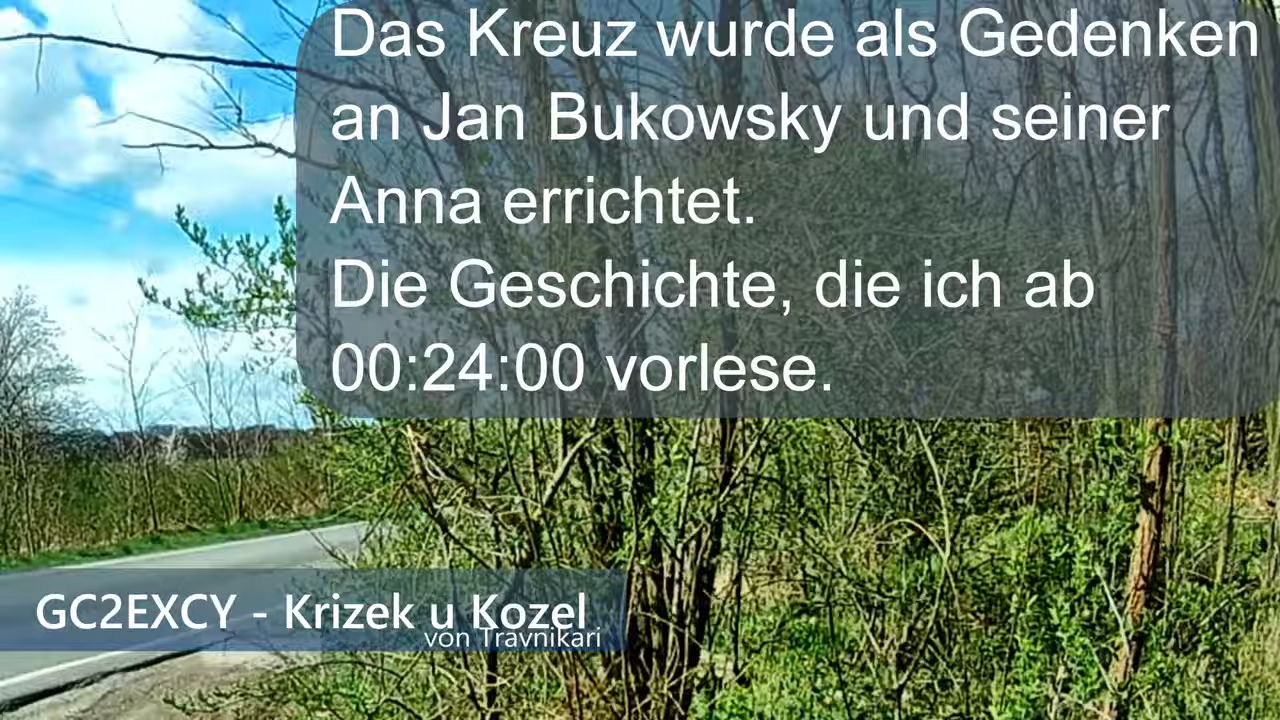 Das Kreuz wurde als Gedenken
an Jan Bukowsky und seiner
Anna errichtet.
Die Geschichte, die ich ab
00:24:00 vorlese.
GC2EXCY - Krizek u Kozel
von Travnikari